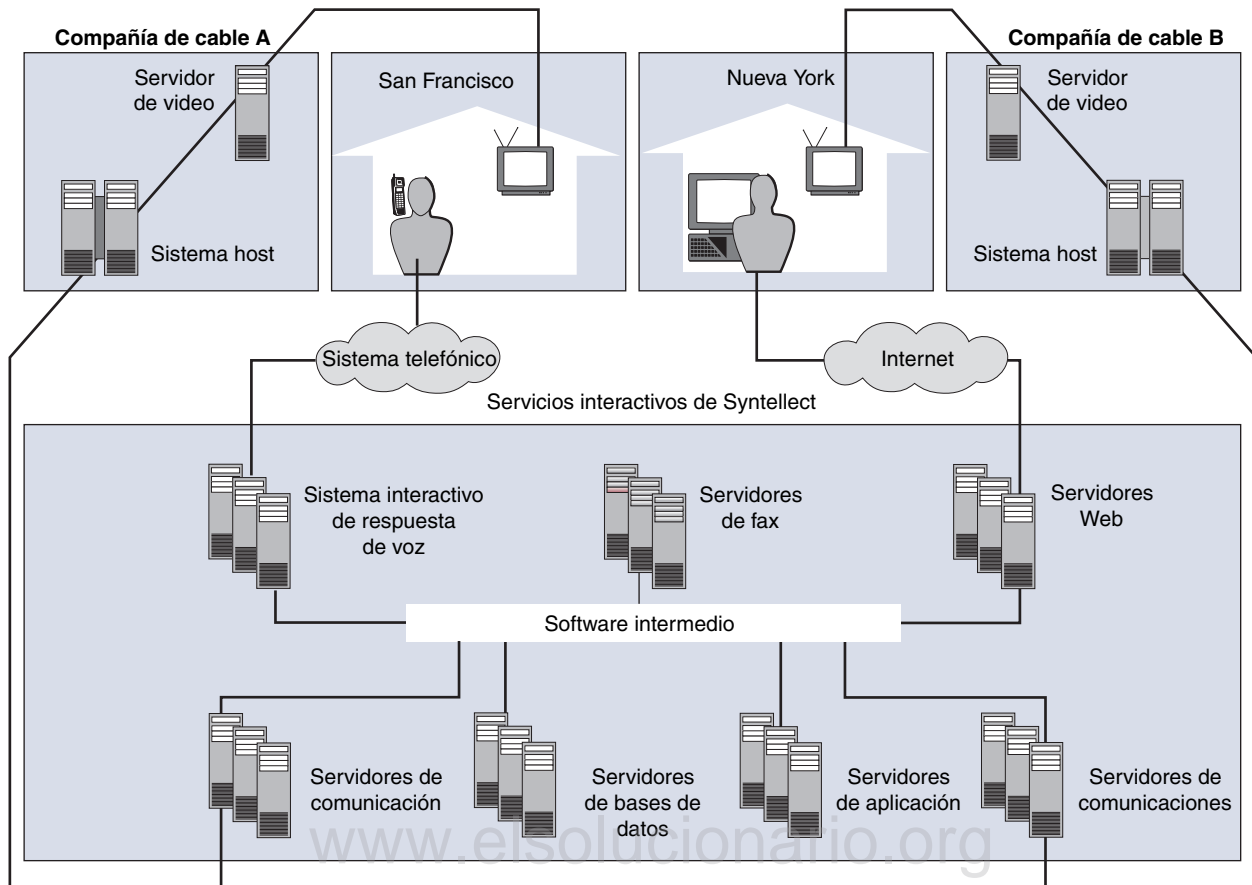 Compañía de cable A
Compañía de cable B
Servidor
de video
San Francisco
Nueva York
Servidor
de video
Sistema host
Sistema host
Sistema telefónico
Internet
Servicios interactivos de Syntellect
Sistema interactivo
de respuesta
de voz
Servidores
de fax
Servidores
Web
Software intermedio
Servidores de
comunicación
Servidores
de bases de
datos
Servidores
de aplicación
Servidores de
comunicaciones
www.elsolucionario.org